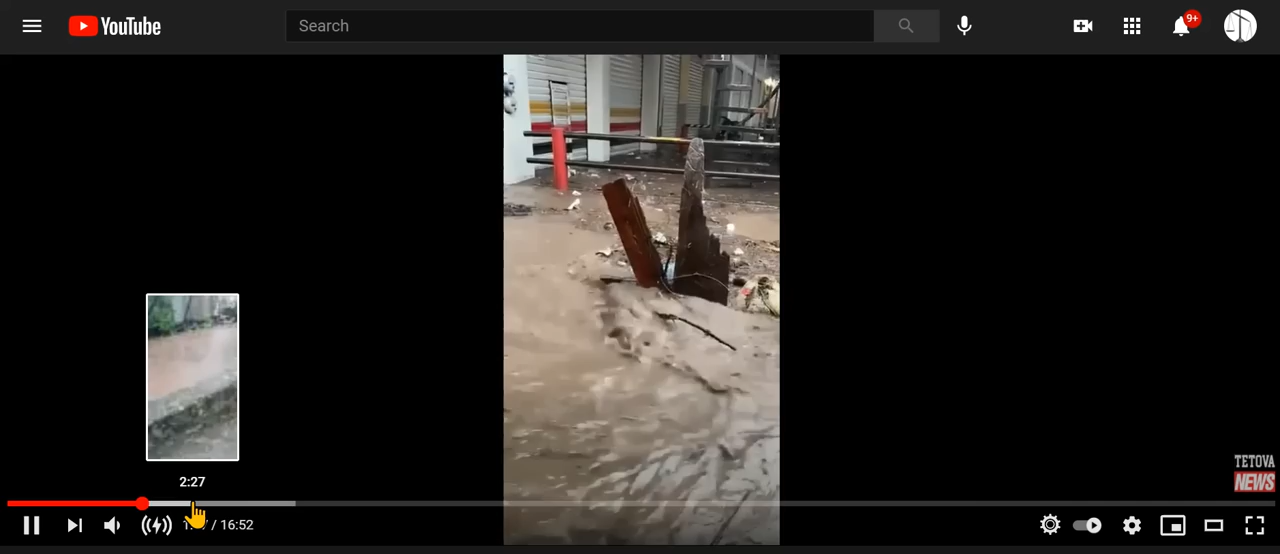 YouTube
Search
9+
TETOVA
NEWS
2:27
/ 16:52